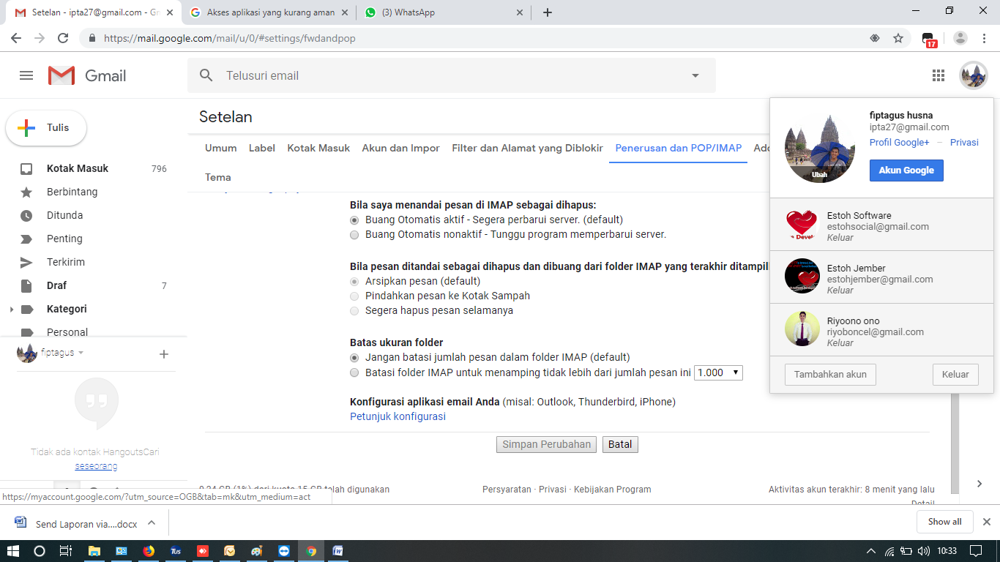 Setelan - ipta27@gmail.com - Gm
Akses aplikasi yang kurang aman
(3) WhatsApp
https://mail.google.com/mail/u/0/#settings/fwdandpop
17
Gmail
Telusuri email
Tulis
Kotak Masuk 796
Berbintang
Ditunda
Penting
Terkirim
Draf 7
Kategori
Personal
fiptagus
Tidak ada kontak HangoutsCari
seseorang
Setelan
Umum Label Kotak Masuk Akun dan Impor Filter dan Alamat yang Diblokir Penerusan dan POP/IMAP Add
Tema
Bila saya menandai pesan di IMAP sebagai dihapus:
Buang Otomatis aktif - Segera perbarui server. (default)
Buang Otomatis nonaktif - Tunggu program memperbarui server.
Bila pesan ditandai sebagai dihapus dan dibuang dari folder IMAP yang terakhir ditampil
Arsipkan pesan (default)
Pindahkan pesan ke Kotak Sampah
Segera hapus pesan selamanya
Batas ukuran folder
Jangan batasi jumlah pesan dalam folder IMAP (default)
Batasi folder IMAP untuk menamping tidak lebih dari jumlah pesan ini 1.000
Konfigurasi aplikasi email Anda (misal: Outlook, Thunderbird, iPhone)
Petunjuk konfigurasi
Simpan Perubahan Batal
0,24 GB (1%) dari kuota 15 GB telah digunakan
Persyaratan · Privasi · Kebijakan Program
Aktivitas akun terakhir: 8 menit yang lalu
Detail
fiptagus husna
ipta27@gmail.com
Profil Google+ – Privasi
Akun Google
Ubah
Estoh Software
estohsocial@gmail.com
Keluar
Estoh Jember
estohjember@gmail.com
Keluar
Riyoono ono
riyoboncel@gmail.com
Keluar
Tambahkan akun Keluar
https://myaccount.google.com/?utm_source=OGB&tab=mk&utm_medium=act
Send Laporan via....docx
Show all
10:33